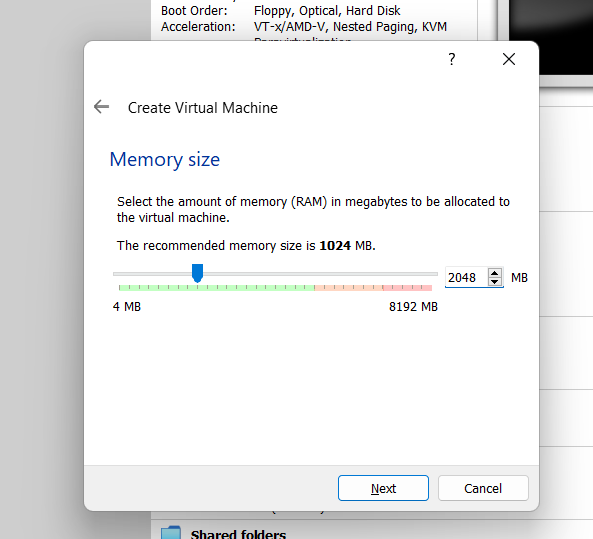 Boot Order: Floppy, Optical, Hard Disk
Acceleration: VT-x/AMD-V, Nested Paging, KVM
?
Create Virtual Machine
Memory size
Select the amount of memory (RAM) in megabytes to be allocated to
the virtual machine.
The recommended memory size is 1024 MB.
2048 MB
4 MB 8192 MB
Next Cancel
Shared folders